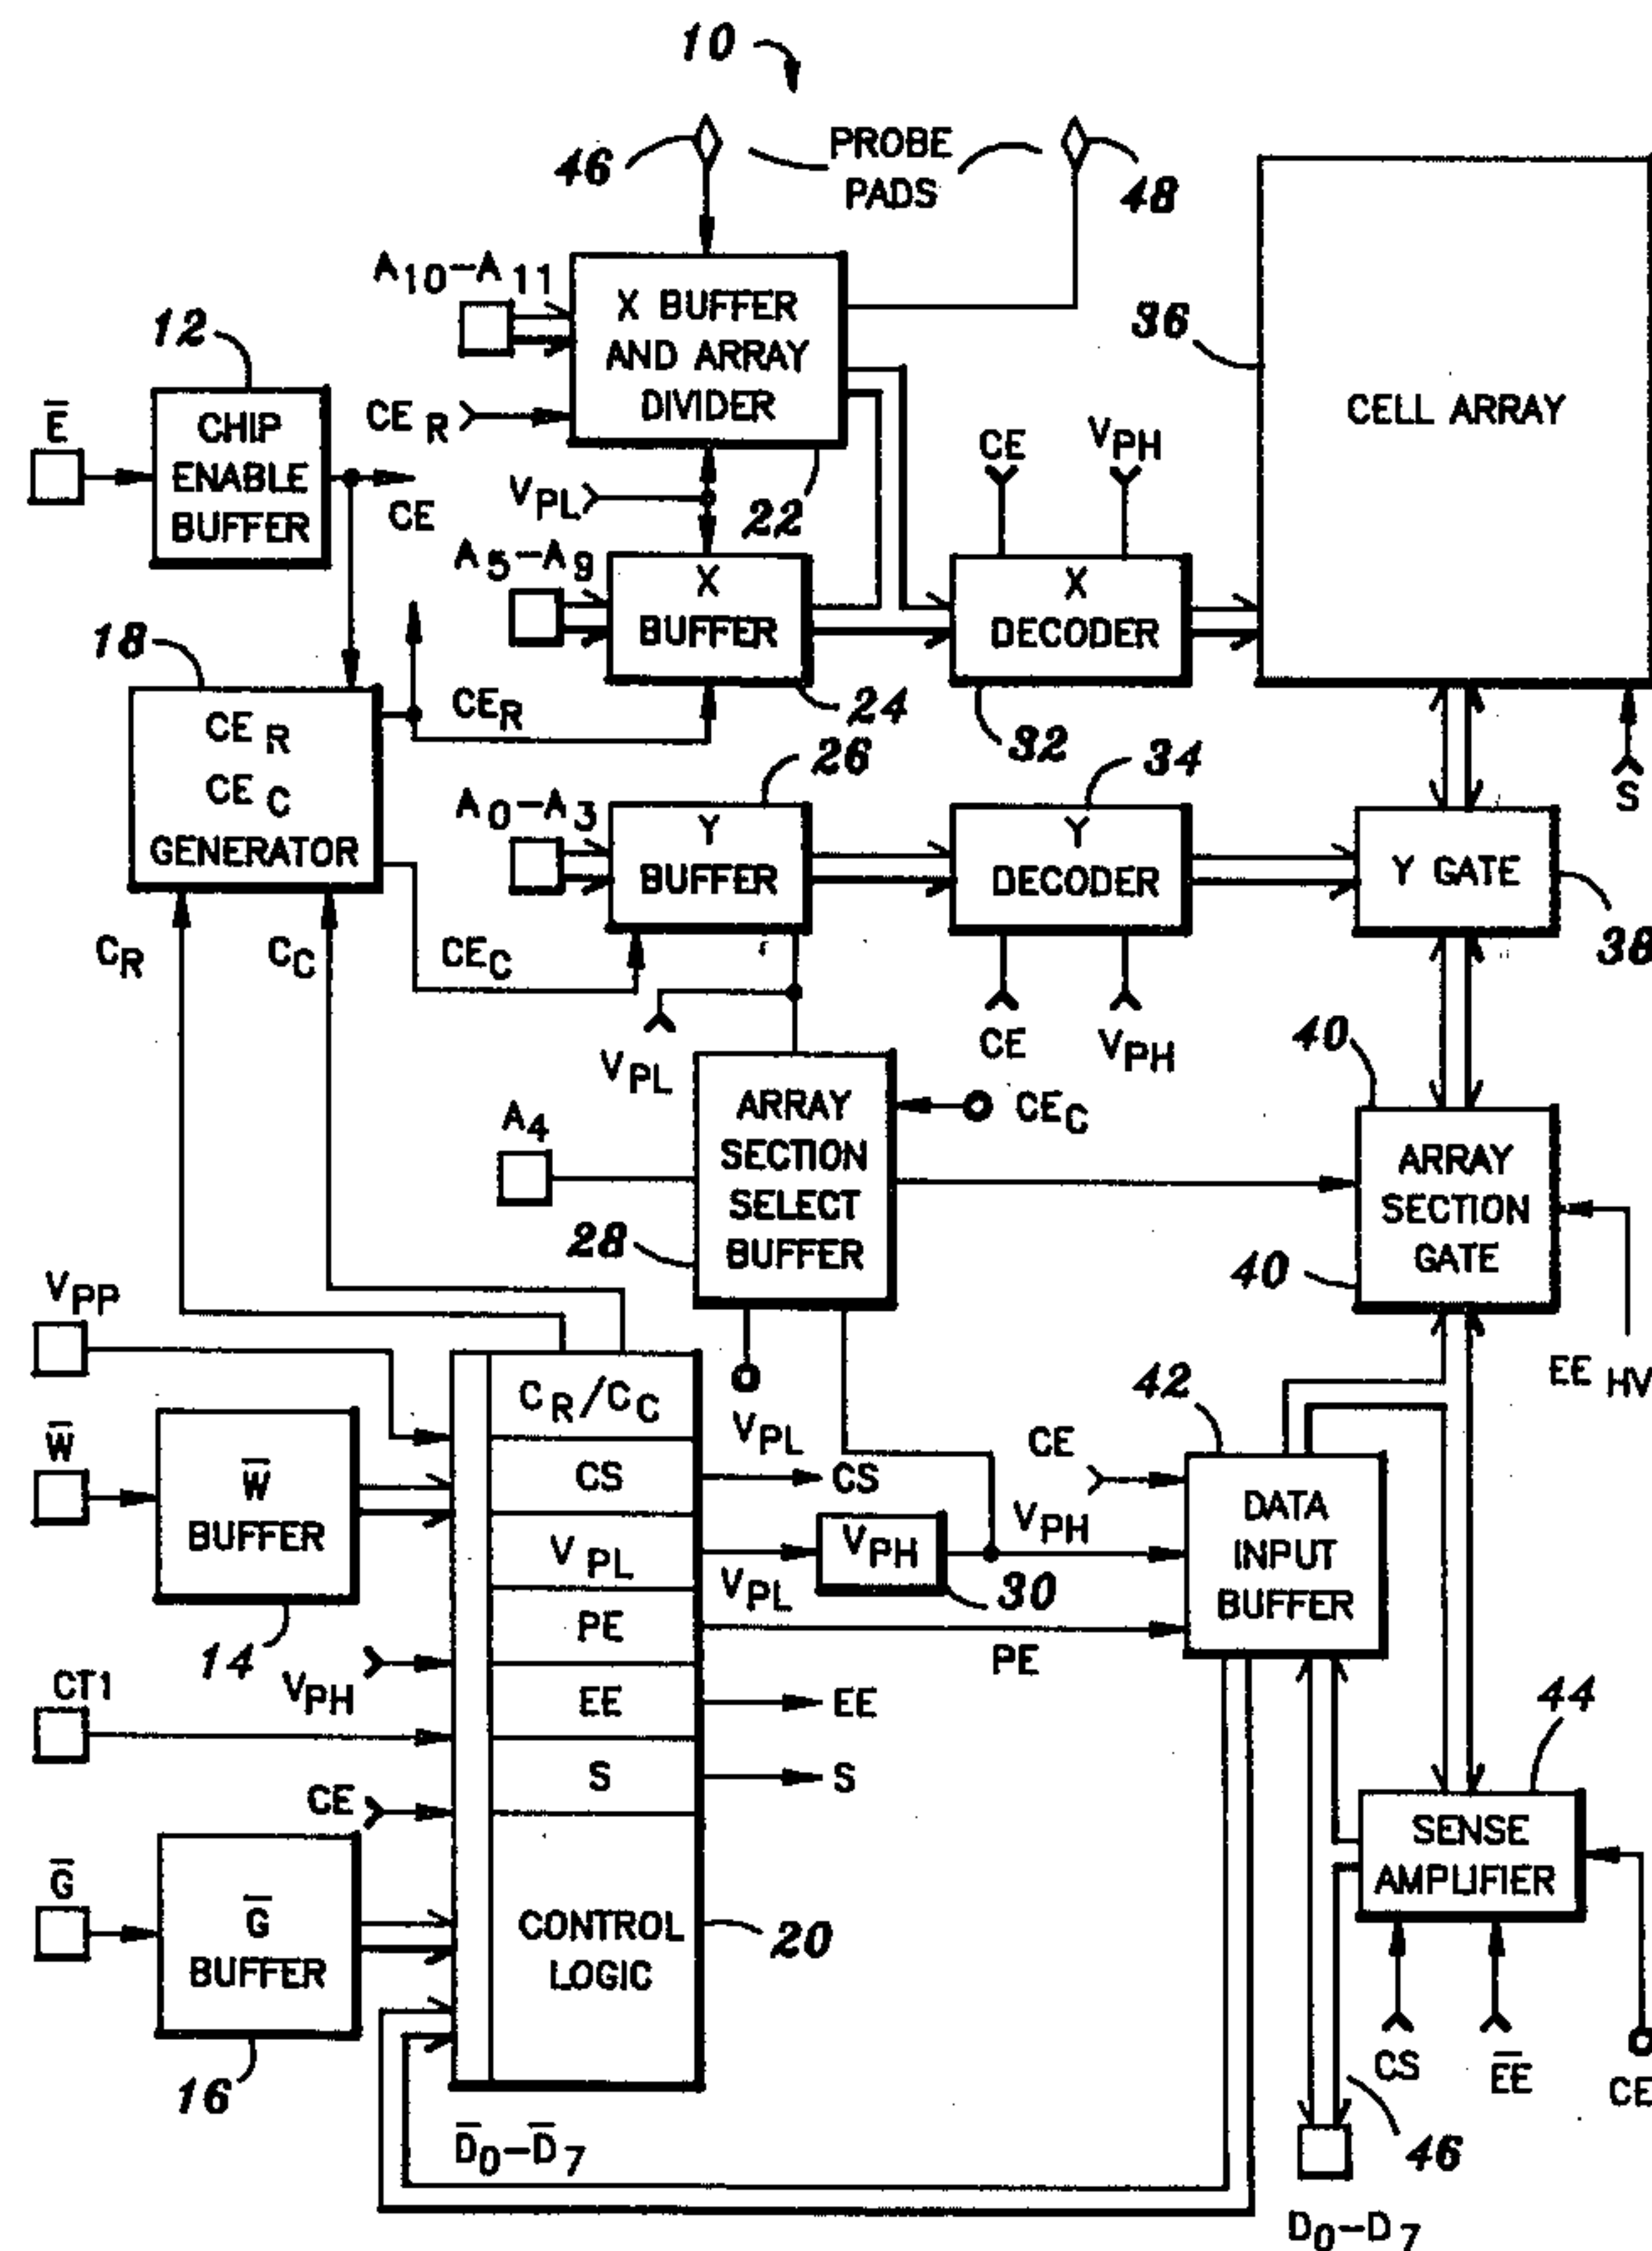 10
46
PROBE
PADS
48
A10-A11
X BUFFER
AND ARRAY
DIVIDER
36
CELL ARRAY
12
E̅
CHIP
ENABLE
BUFFER
CE
CE R
VPL
22
CE
VPH
A5-A9
X
BUFFER
X
DECODER
18
CER
24
32
S
CE R
CE C
GENERATOR
26
34
A0-A3
Y
BUFFER
Y
DECODER
Y GATE
38
CR
CC
CEC
VPL
CE
VPH
40
A4
ARRAY
SECTION
SELECT
BUFFER
CEC
ARRAY
SECTION
GATE
28
40
VPP
EE HV
CR/CC
VPL
42
CE
W̅
W̅
BUFFER
CS
CS
DATA
INPUT
BUFFER
V PL
VPL
VPH
30
VPH
14
PE
PE
VPH
CT1
EE
EE
44
S
S
CE
SENSE
AMPLIFIER
G̅
G̅
BUFFER
CONTROL
LOGIC
20
16
CS
E̅E̅
CE
46
D̅0-D̅7
D0-D7